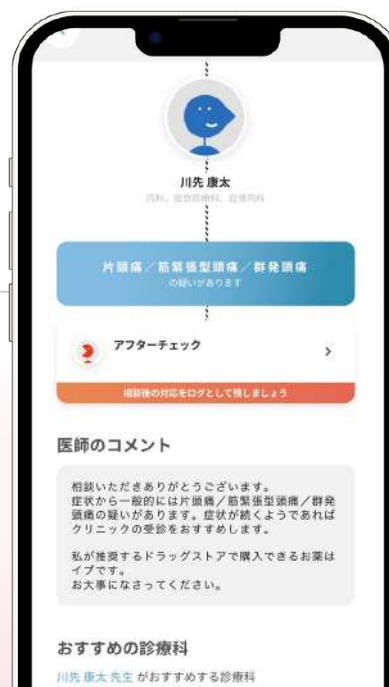 川先 康太
内科、総合診療科、血液内科
片頭痛／筋緊張型頭痛／群発頭痛
の疑いがあります
アフターチェック
相談後の対応をログとして残しましょう
医師のコメント
相談いただきありがとうございます。
症状から一般的には片頭痛／筋緊張型頭痛／群発
頭痛の疑いがあります。症状が続くようであれば
クリニックの受診をおすすめします。
私が推奨するドラッグストアで購入できるお薬は
イブです。
お大事になさってください。
おすすめの診療科
川先 康太 先生 がおすすめする診療科